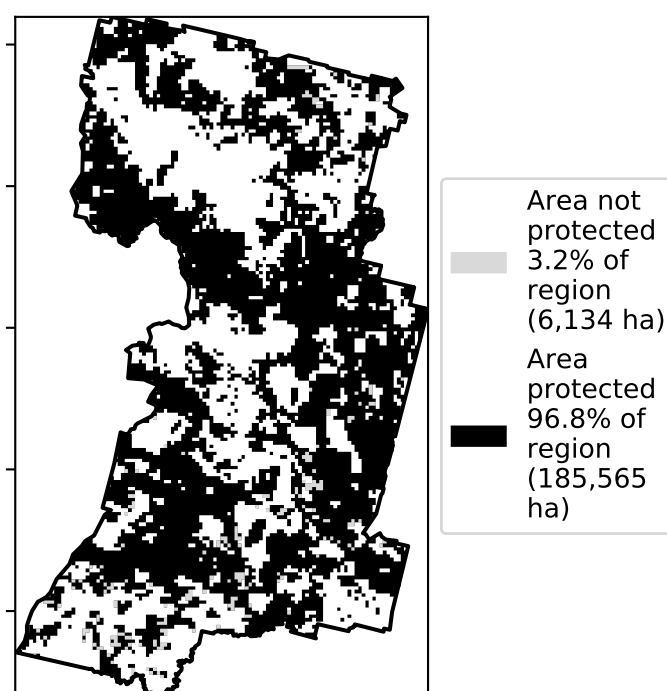 Area not
protected
3.2% of
region
(6,134 ha)
Area
protected
96.8% of
region
(185,565
ha)